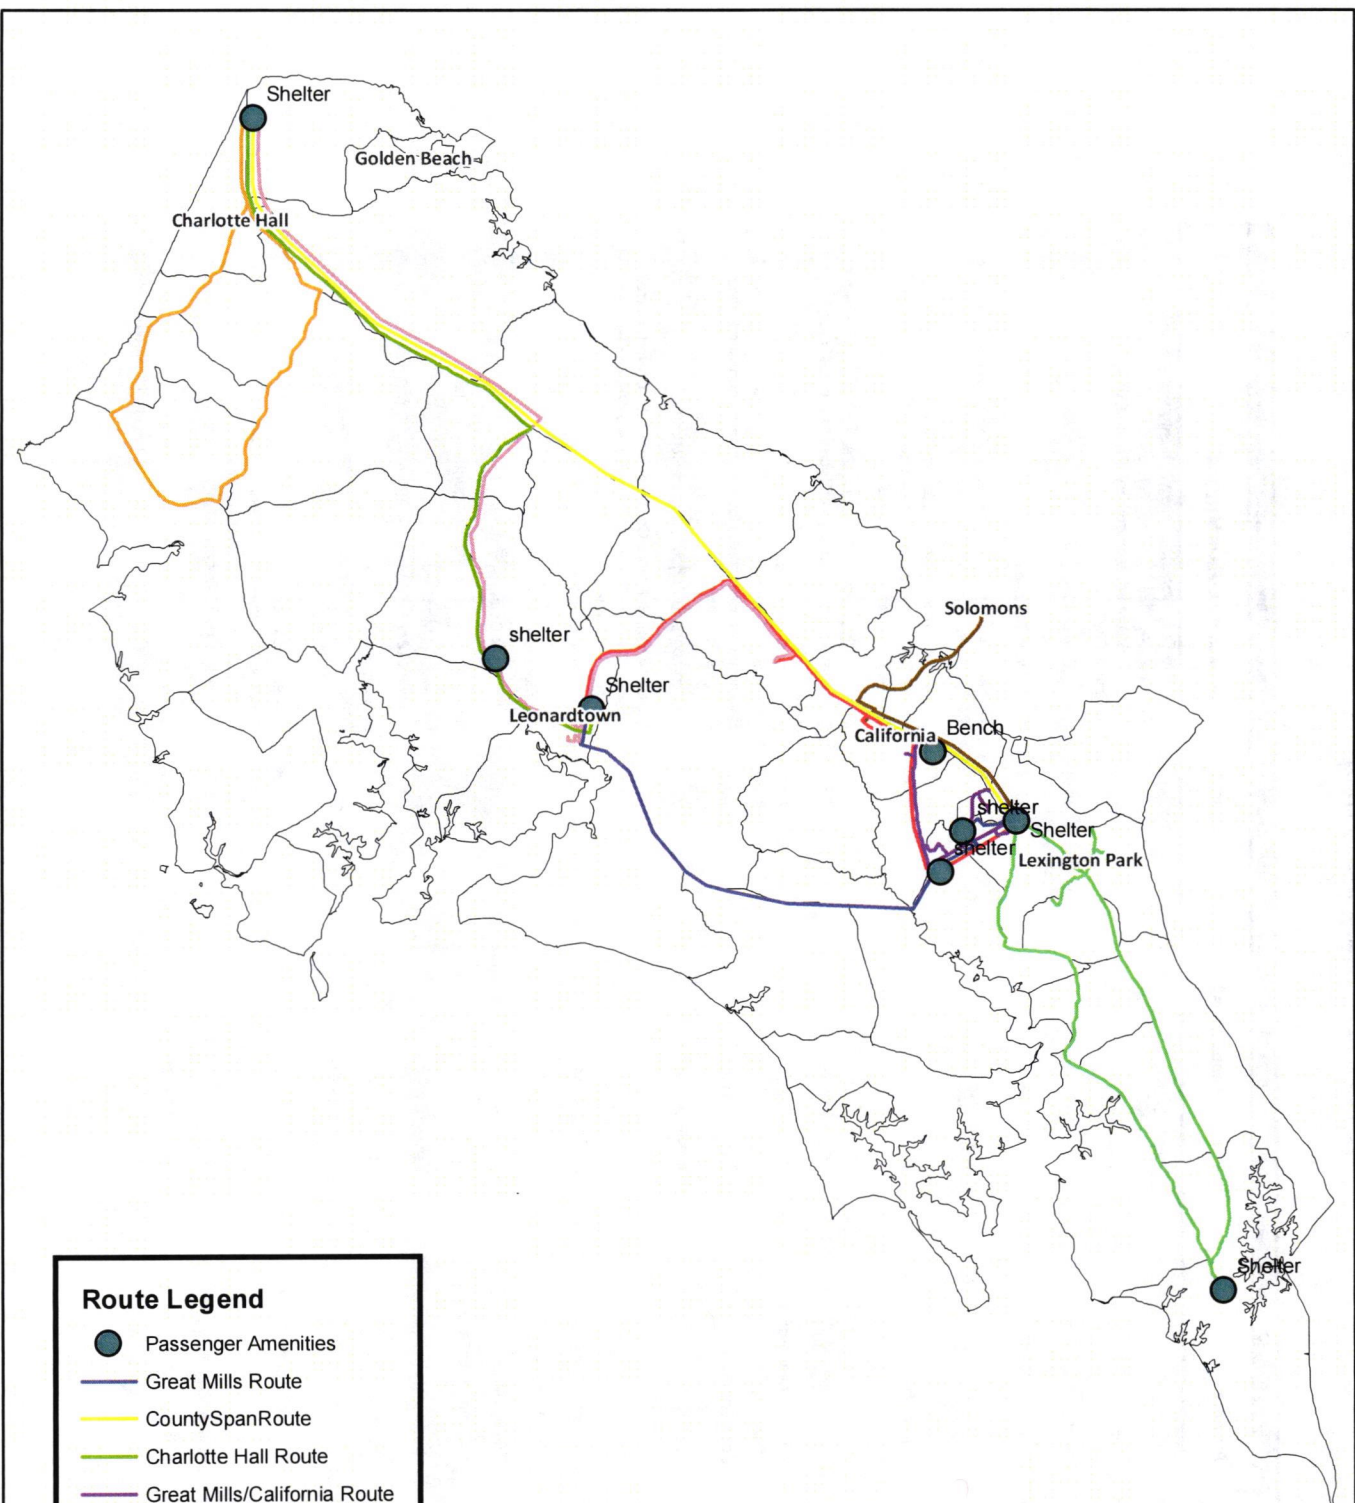 Shelter
Golden Beach
Charlotte Hall
Solomons
shelter
Shelter
Leonardtown
Bench
California
shelter
Shelter
shelter
Lexington Park
Shelter
Route Legend
Passenger Amenities
Great Mills Route
CountySpanRoute
Charlotte Hall Route
Great Mills/California Route